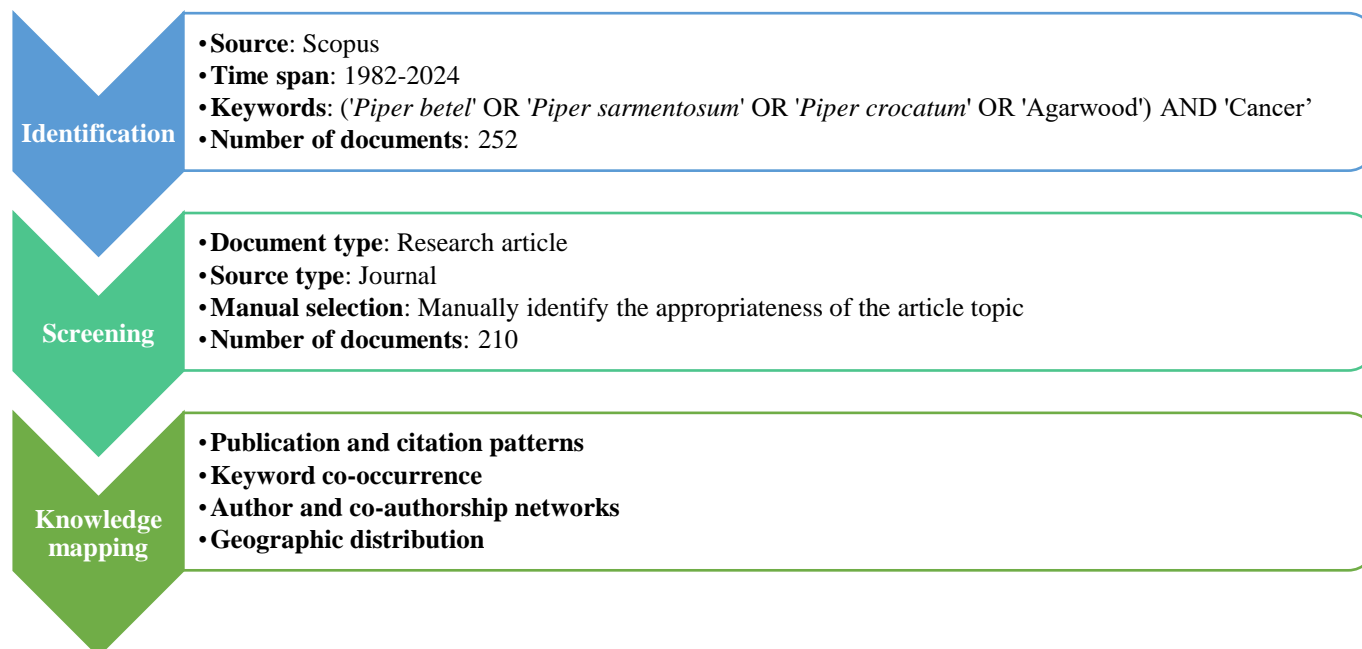 Identification
•Source: Scopus
•Time span: 1982-2024
•Keywords: ('Piper betel' OR 'Piper sarmentosum' OR 'Piper crocatum' OR 'Agarwood') AND 'Cancer’
•Number of documents: 252
Screening
•Document type: Research article
•Source type: Journal
•Manual selection: Manually identify the appropriateness of the article topic
•Number of documents: 210
Knowledge
mapping
•Publication and citation patterns
•Keyword co-occurrence
•Author and co-authorship networks
•Geographic distribution